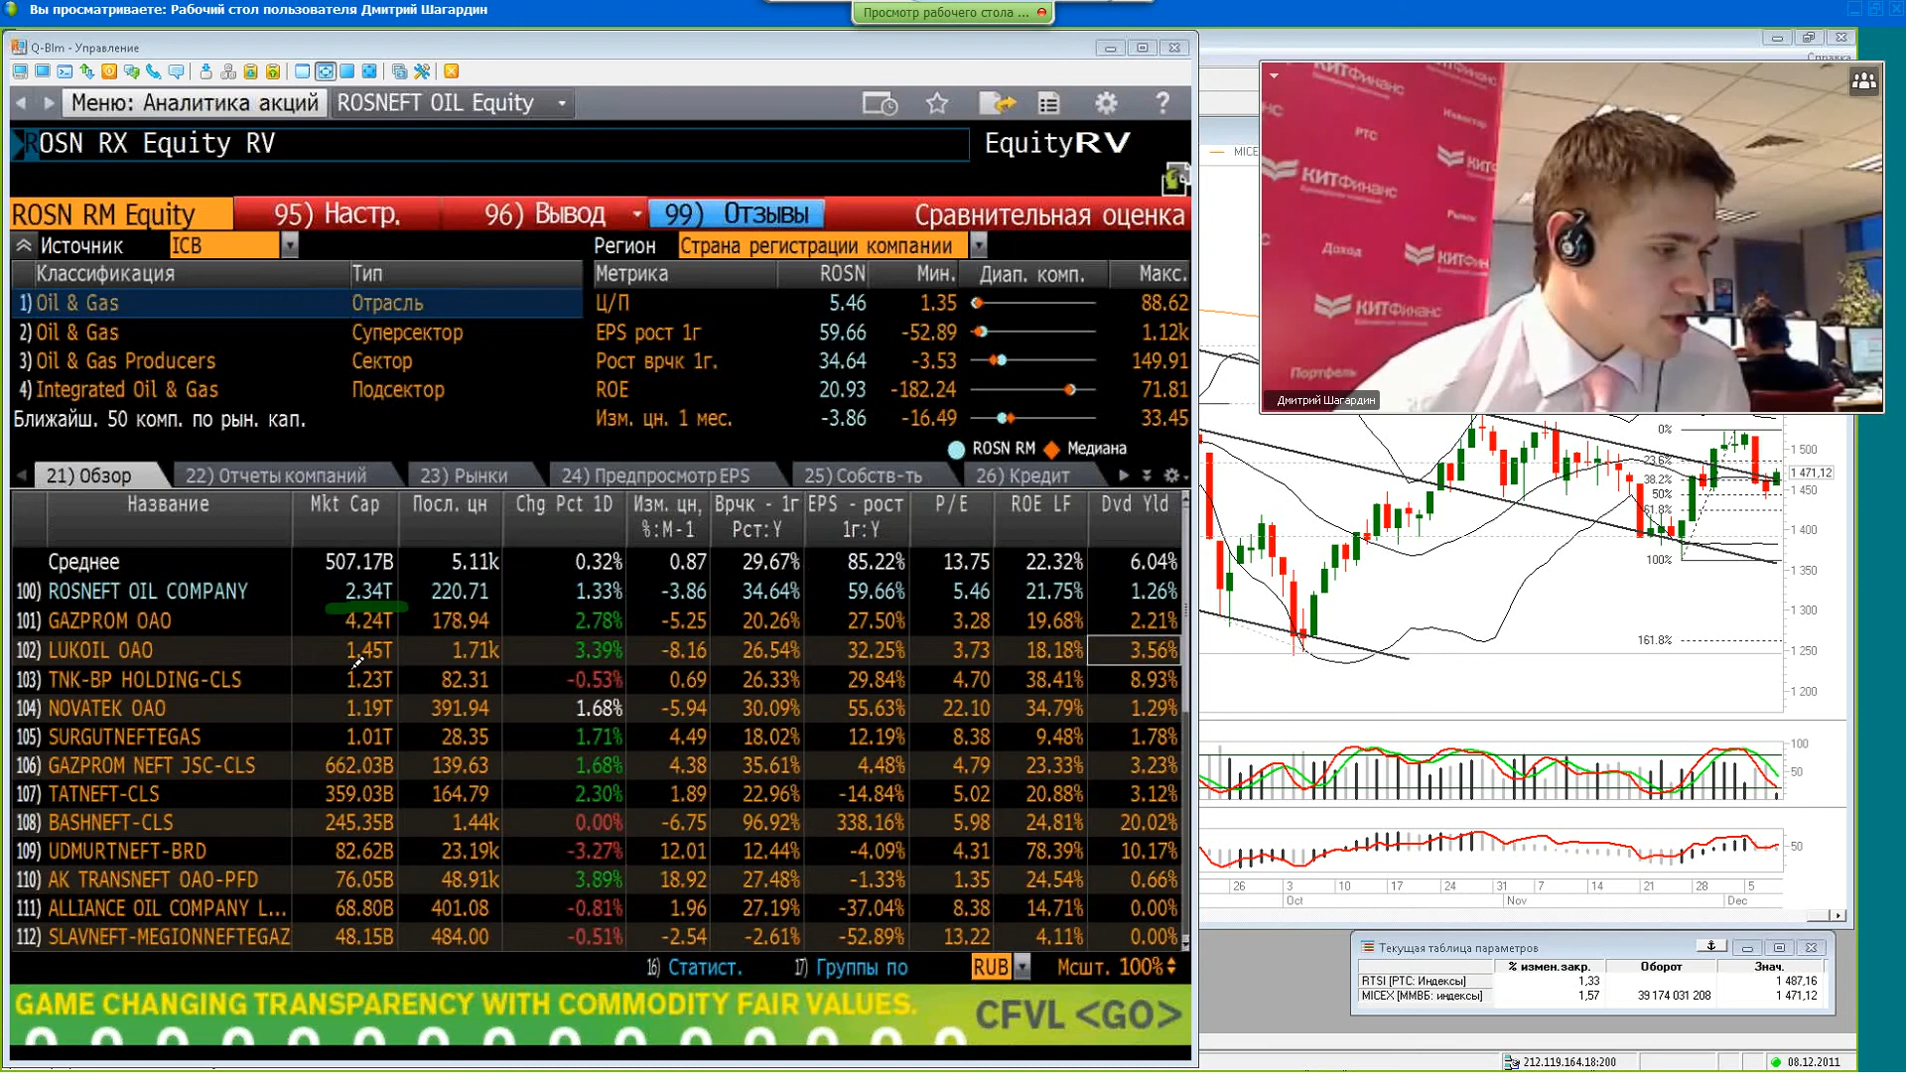 Вы просматриваете: Рабочий стол пользователя Дмитрий Шагардин
Просмотр рабочего стола ...
Q-Blm - Управление
Меню: Аналитика акций ROSNEFT OIL Equity
ROSN RX Equity RV EquityRV
ROSN RM Equity 95) Настр. 96) Вывод 99) Отзывы Сравнительная оценка
Источник ICB Регион Страна регистрации компании
Классификация Тип Метрика ROSN Мин. Диап. комп. Макс.
1) Oil & Gas Отрасль Ц/П 5.46 1.35 88.62
2) Oil & Gas Суперсектор EPS рост 1г 59.66 -52.89 1.12k
3) Oil & Gas Producers Сектор Рост врчк 1г. 34.64 -3.53 149.91
4) Integrated Oil & Gas Подсектор ROE 20.93 -182.24 71.81
Ближайш. 50 комп. по рын. кап. Изм. цн. 1 мес. -3.86 -16.49 33.45
ROSN RM Медиана
21) Обзор 22) Отчеты компаний 23) Рынки 24) Предпросмотр EPS 25) Собств-ть 26) Кредит
Название Mkt Cap Посл. цн Chg Pct 1D Изм. цн, Врчк - 1г EPS - рост P/E ROE LF Dvd Yld
%:M-1 Рст:Y 1г:Y
Среднее 507.17B 5.11k 0.32% 0.87 29.67% 85.22% 13.75 22.32% 6.04%
100) ROSNEFT OIL COMPANY 2.34T 220.71 1.33% -3.86 34.64% 59.66% 5.46 21.75% 1.26%
101) GAZPROM OAO 4.24T 178.94 2.78% -5.25 20.26% 27.50% 3.28 19.68% 2.21%
102) LUKOIL OAO 1.45T 1.71k 3.39% -8.16 26.54% 32.25% 3.73 18.18% 3.56%
103) TNK-BP HOLDING-CLS 1.23T 82.31 -0.53% 0.69 26.33% 29.84% 4.70 38.41% 8.93%
104) NOVATEK OAO 1.19T 391.94 1.68% -5.94 30.09% 55.63% 22.10 34.79% 1.29%
105) SURGUTNEFTEGAS 1.01T 28.35 1.71% 4.49 18.02% 12.19% 8.38 9.48% 1.78%
106) GAZPROM NEFT JSC-CLS 662.03B 139.63 1.68% 4.38 35.61% 4.48% 4.79 23.33% 3.23%
107) TATNEFT-CLS 359.03B 164.79 2.30% 1.89 22.96% -14.84% 5.02 20.88% 3.12%
108) BASHNEFT-CLS 245.35B 1.44k 0.00% -6.75 96.92% 338.16% 5.98 24.81% 20.02%
109) UDMURTNEFT-BRD 82.62B 23.19k -3.27% 12.01 12.44% -4.09% 4.31 78.39% 10.17%
110) AK TRANSNEFT OAO-PFD 76.05B 48.91k 3.89% 18.92 27.48% -1.33% 1.35 24.54% 0.66%
111) ALLIANCE OIL COMPANY L... 68.80B 401.08 -0.81% 1.96 27.19% -37.04% 8.38 14.71% 0.00%
112) SLAVNEFT-MEGIONNEFTEGAZ 48.15B 484.00 -0.51% -2.54 -2.61% -52.89% 13.22 4.11% 0.00%
16) Статист. 17) Группы по RUB Мсшт. 100%
GAME CHANGING TRANSPARENCY WITH COMMODITY FAIR VALUES. CFVL <GO>
Справка
MICE
КИТФинанс
РТС
Инвестор
КИТФинанс
КИТФин
Рынок
Доход
КИТФин
КИТФинанс
Портфель
Дмитрий Шагардин
0%
23.6%
38.2%
50%
61.8%
100%
161.8%
1 500
1 471,12
1 450
1 400
1 350
1 300
1 250
1 200
100
50
50
26 3 10 17 24 31 7 14 21 28 5
Oct Nov Dec
Текущая таблица параметров
% измен.закр. Оборот Знач.
RTSI [РТС: Индексы] 1,33 1 487,16
MICEX [ММВБ: индексы] 1,57 39 174 031 208 1 471,12
212.119.164.18:200 08.12.2011